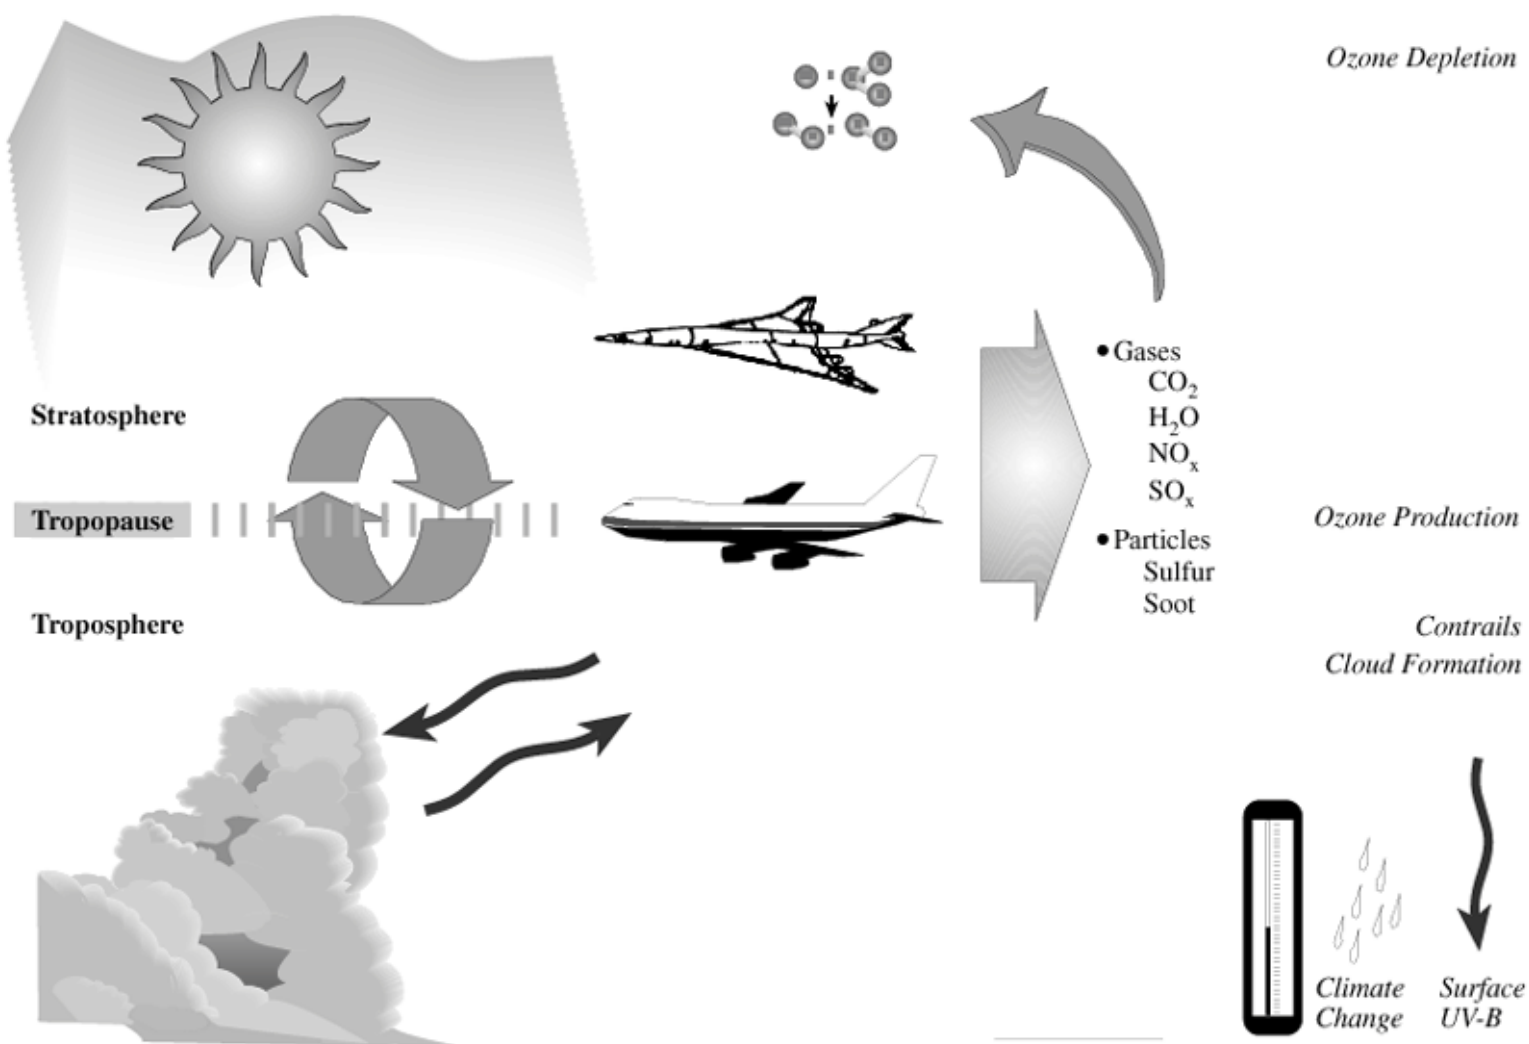 Ozone Depletion
• Gases
CO₂
H₂O
NOₓ
SOₓ
Stratosphere
Tropopause
Ozone Production
• Particles
Sulfur
Soot
Troposphere
Contrails
Cloud Formation
Climate
Change
Surface
UV-B